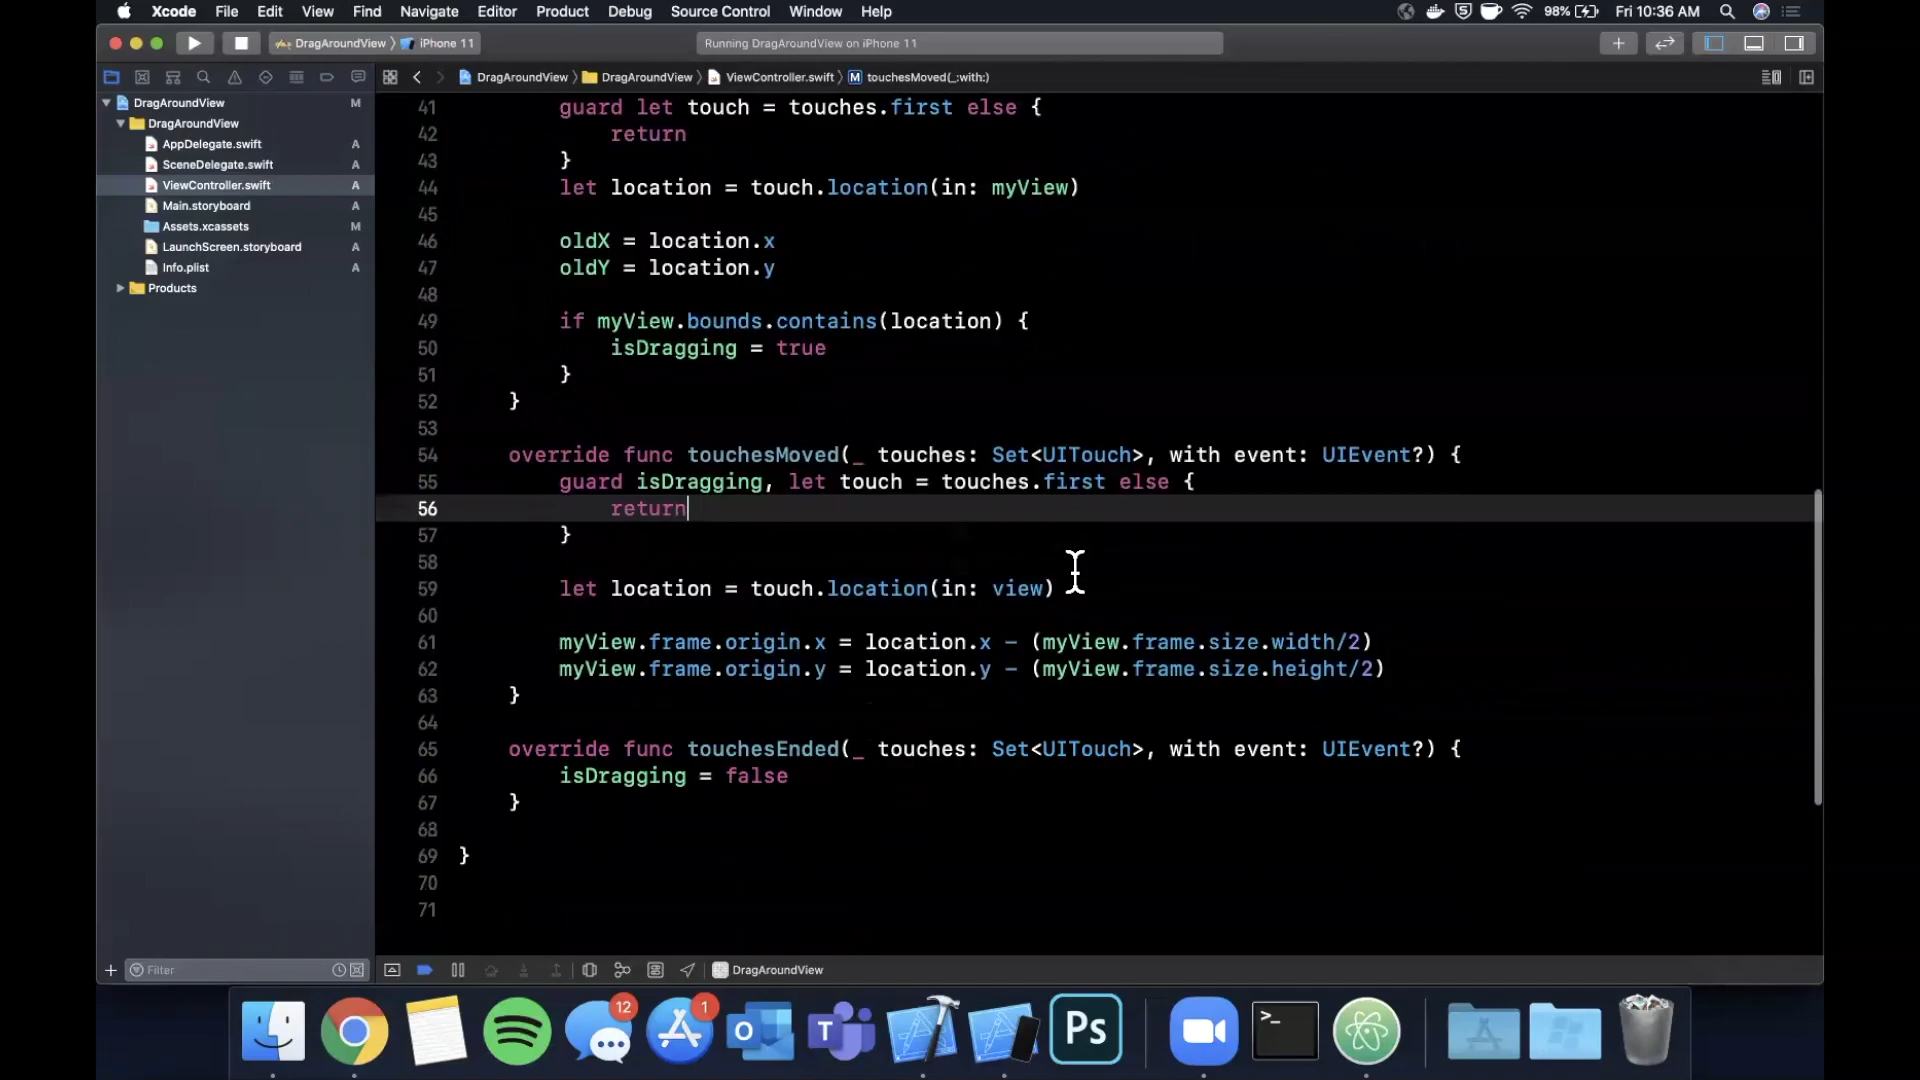 Xcode File Edit View Find Navigate Editor Product Debug Source Control Window Help 98% Fri 10:36 AM
DragAroundView iPhone 11 Running DragAroundView on iPhone 11
DragAroundView DragAroundView ViewController.swift M touchesMoved(_:with:)
DragAroundView M
DragAroundView
AppDelegate.swift A
SceneDelegate.swift A
ViewController.swift A
Main.storyboard A
Assets.xcassets M
LaunchScreen.storyboard A
Info.plist A
Products
41 guard let touch = touches.first else {
42 return
43 }
44 let location = touch.location(in: myView)
45
46 oldX = location.x
47 oldY = location.y
48
49 if myView.bounds.contains(location) {
50 isDragging = true
51 }
52 }
53
54 override func touchesMoved(_ touches: Set<UITouch>, with event: UIEvent?) {
55 guard isDragging, let touch = touches.first else {
56 return
57 }
58
59 let location = touch.location(in: view)
60
61 myView.frame.origin.x = location.x - (myView.frame.size.width/2)
62 myView.frame.origin.y = location.y - (myView.frame.size.height/2)
63 }
64
65 override func touchesEnded(_ touches: Set<UITouch>, with event: UIEvent?) {
66 isDragging = false
67 }
68
69 }
70
71
Filter DragAroundView
12 1 Ps